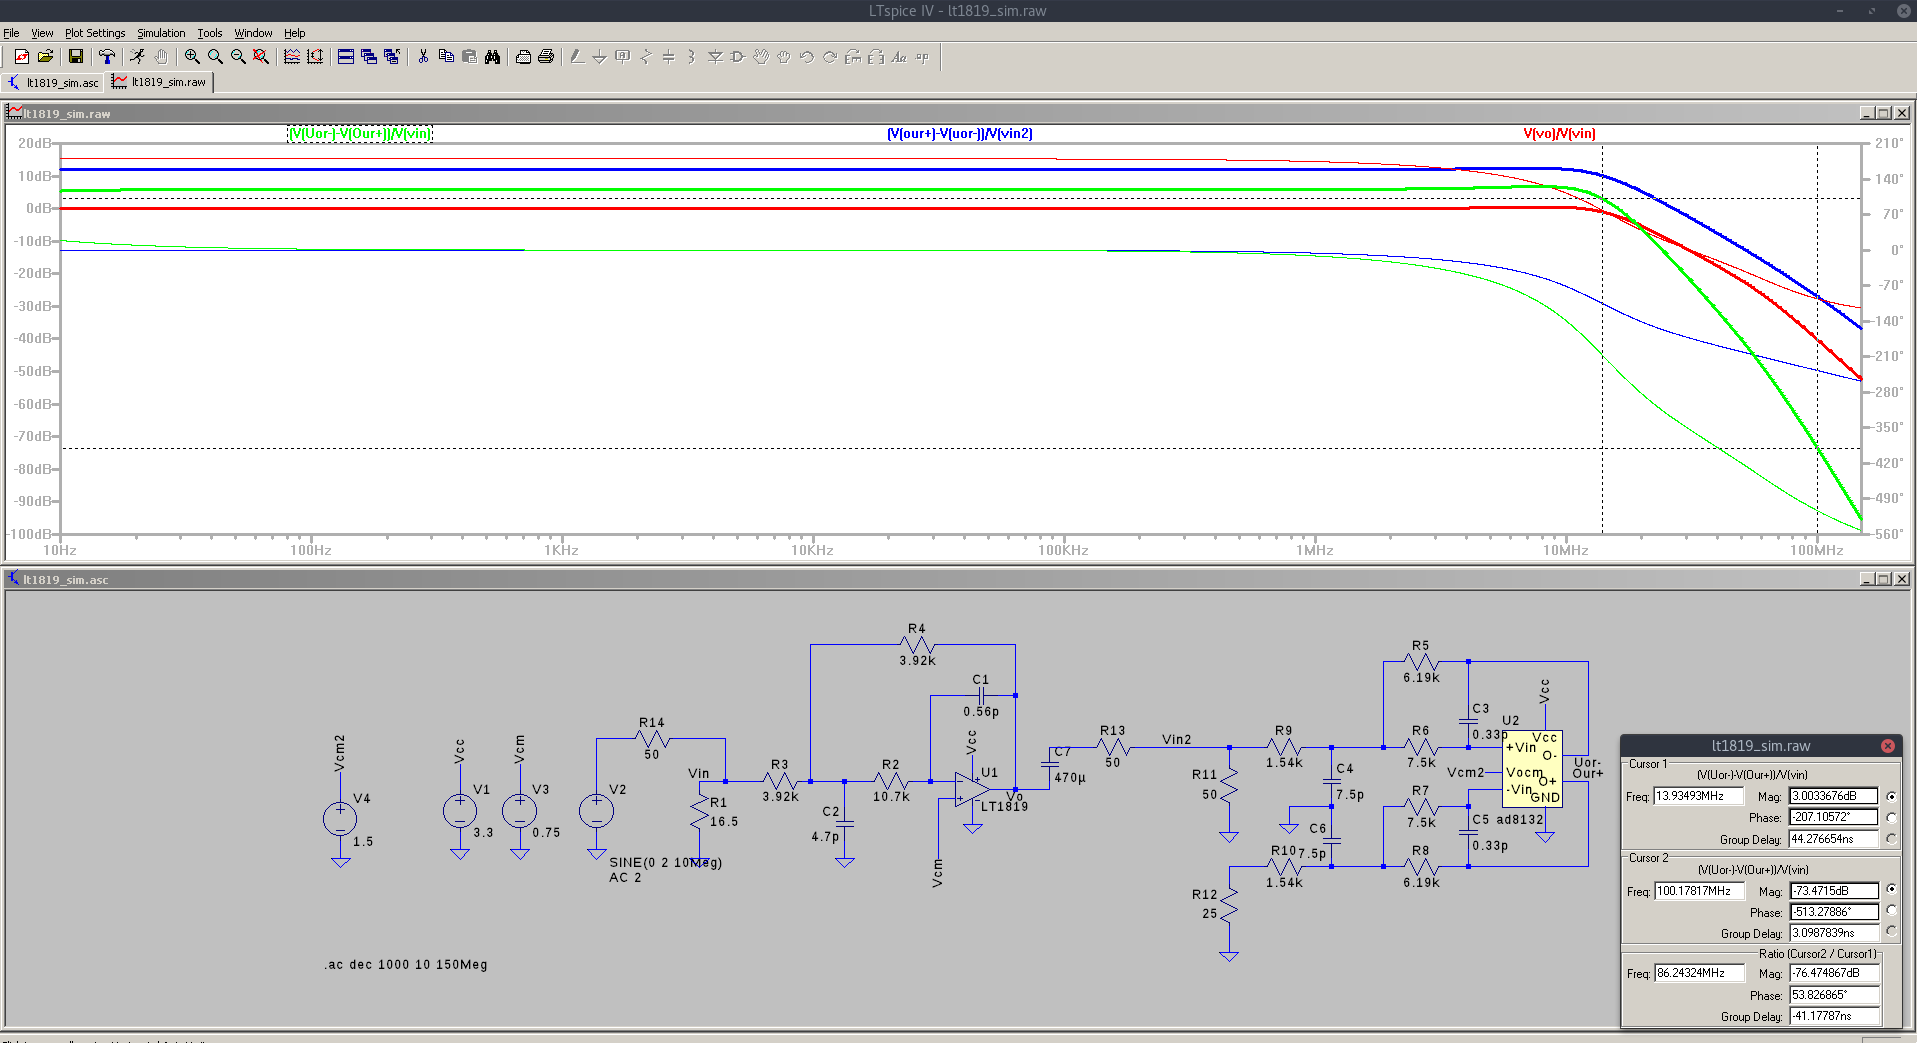 LTspice IV - lt1819_sim.raw
File View Plot Settings Simulation Tools Window Help
lt1819_sim.asc lt1819_sim.raw
lt1819_sim.raw
(V(Uor-)-V(Our+))/V(vin) (V(our+)-V(uor-))/V(vin2) V(vo)/V(vin)
20dB 210°
10dB 140°
0dB 70°
-10dB 0°
-20dB -70°
-30dB -140°
-40dB -210°
-50dB -280°
-60dB -350°
-70dB -420°
-80dB -490°
-90dB -560°
-100dB
10Hz 100Hz 1KHz 10KHz 100KHz 1MHz 10MHz 100MHz
lt1819_sim.asc
Vcm2
V4
1.5
Vcc
V1
3.3
Vcm
V3
0.75
V2
SINE(0 2 10Meg)
AC 2
R14
50
Vin
R1
16.5
R3
3.92k
C2
4.7p
R4
3.92k
R2
10.7k
C1
0.56p
Vcc
U1
LT1819
Vo
Vcm
C7
470µ
R13
50
Vin2
R11
50
R9
1.54k
C4
7.5p
C6
7.5p
R10
1.54k
R12
25
R5
6.19k
R6
7.5k
C3
0.33p
R7
7.5k
C5
0.33p
R8
6.19k
Vcm2
Vcc
U2
+Vin Vcc
O-
Vocm
O+
-Vin
GND
ad8132
Uor-
Our+
.ac dec 1000 10 150Meg
lt1819_sim.raw
Cursor 1
(V(Uor-)-V(Our+))/V(vin)
Freq: 13.93493MHz Mag: 3.0033676dB
Phase: -207.10572°
Group Delay: 44.276654ns
Cursor 2
(V(Uor-)-V(Our+))/V(vin)
Freq: 100.17817MHz Mag: -73.4715dB
Phase: -513.27886°
Group Delay: 3.0987839ns
Ratio (Cursor2 / Cursor1)
Freq: 86.24324MHz Mag: -76.474867dB
Phase: 53.826865°
Group Delay: -41.17787ns